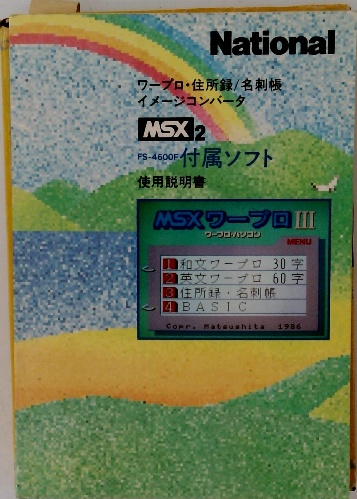 National
ワープロ・住所録/名刺帳
イメージコンバータ
MSX2
FS-4600F付属ソフト
使用説明書
MSXワープロIII
ワープロ・パソコン
MENU
1 和文ワープロ 30字
2 英文ワープロ 60字
3 住所録・名刺帳
4 BASIC
Copr. Matsushita 1986